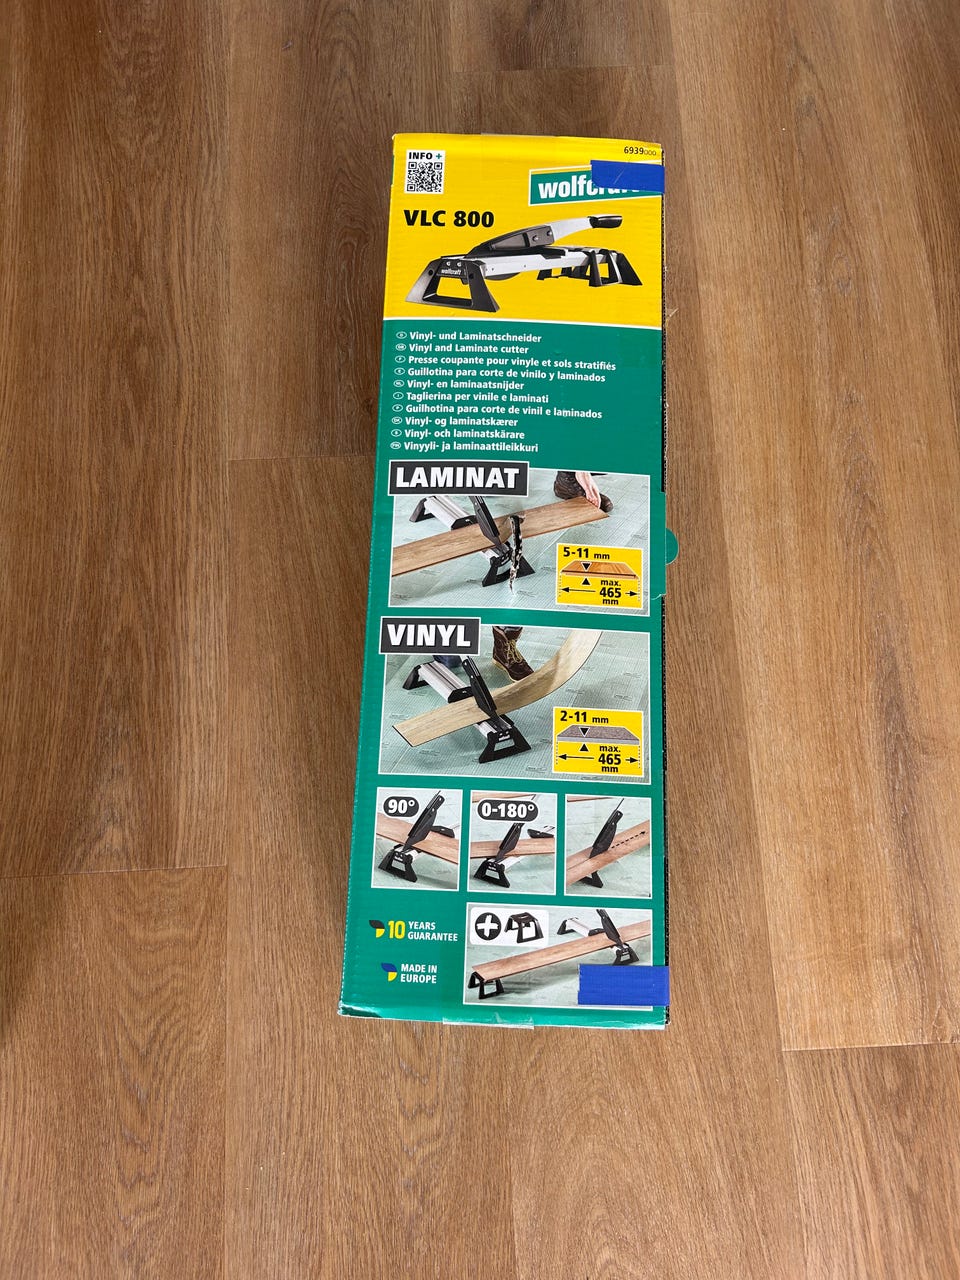 INFO +
6939000
VLC 800
wolfcraft
Vinyl- und Laminatschneider
Vinyl and Laminate cutter
Presse coupante pour vinyle et sols stratifiés
Guillotina para corte de vinilo y laminados
Vinyl- en laminaatsnijder
Taglierina per vinile e laminati
Guilhotina para corte de vinil e laminados
Vinyl- og laminatskærer
Vinyl- och laminatskärare
Vinyyli- ja laminaattileikkuri
LAMINAT
5-11 mm
max.
465
mm
VINYL
2-11 mm
max.
465
mm
90°
0-180°
10 YEARS
GUARANTEE
MADE IN
EUROPE